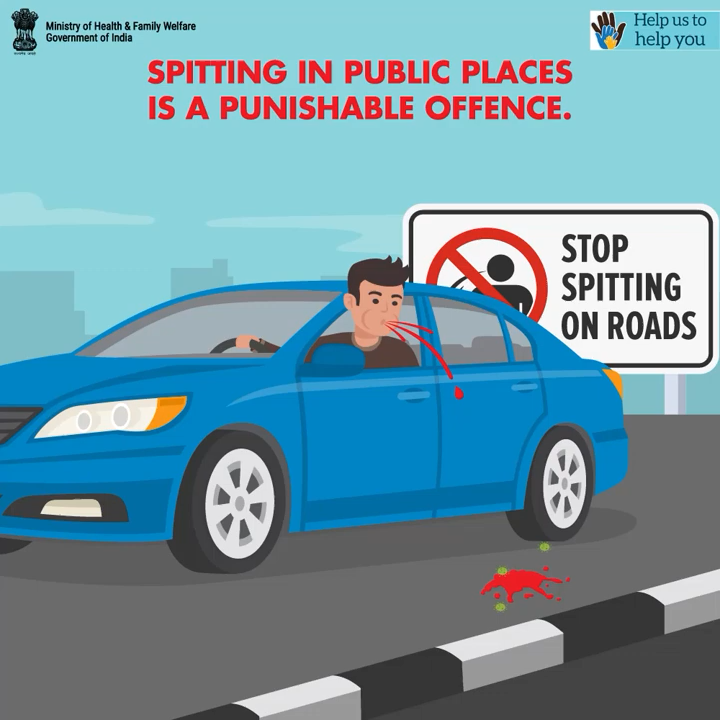 Ministry of Health & Family Welfare
Government of India
Help us to
help you
SPITTING IN PUBLIC PLACES
IS A PUNISHABLE OFFENCE.
STOP
SPITTING
ON ROADS